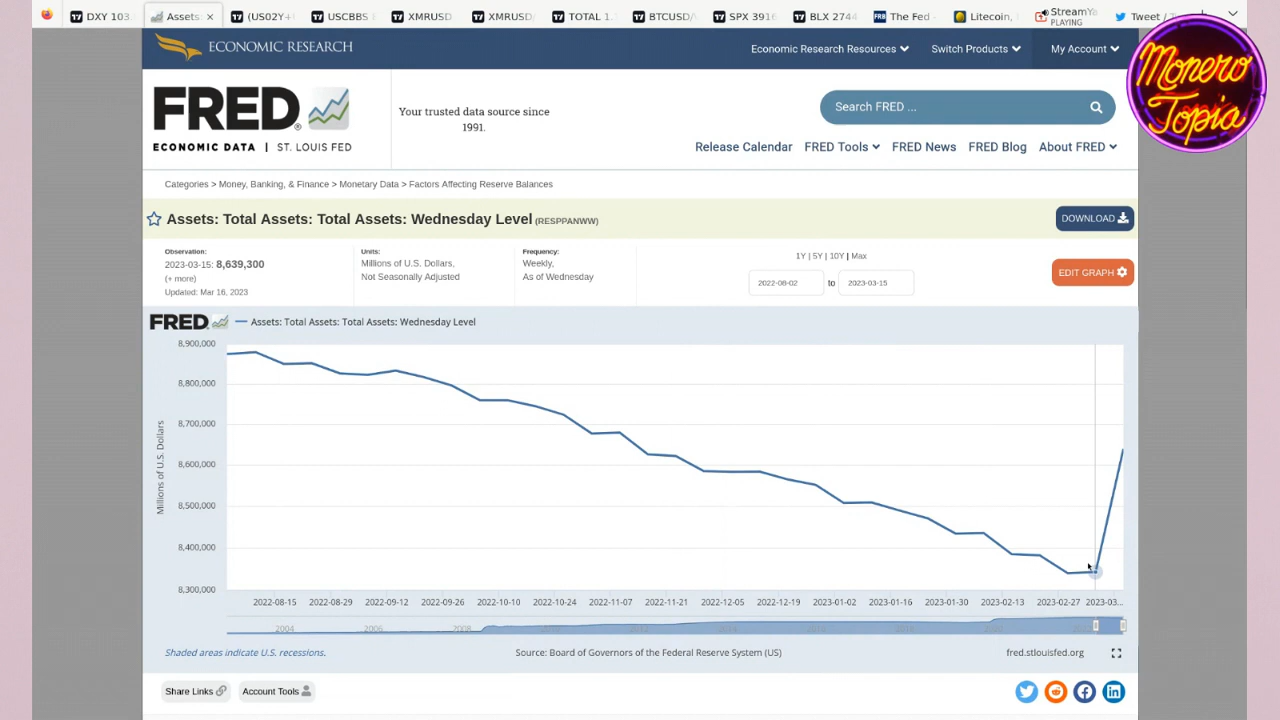 DXY 103
Assets:
(US02Y+
USCBBS
XMRUSD
XMRUSD/
TOTAL 1.
BTCUSD/
SPX 391
BLX 2744
The Fed -
Litecoin,
StreamYa
PLAYING
Tweet /
Monero
Topia
ECONOMIC RESEARCH
Economic Research Resources
Switch Products
My Account
FRED
ECONOMIC DATA | ST. LOUIS FED
Your trusted data source since
1991.
Search FRED ...
Release Calendar
FRED Tools
FRED News
FRED Blog
About FRED
Categories > Money, Banking, & Finance > Monetary Data > Factors Affecting Reserve Balances
Assets: Total Assets: Total Assets: Wednesday Level (RESPPANWW)
DOWNLOAD
Observation:
2023-03-15: 8,639,300
(+ more)
Updated: Mar 16, 2023
Units:
Millions of U.S. Dollars,
Not Seasonally Adjusted
Frequency:
Weekly,
As of Wednesday
1Y | 5Y | 10Y | Max
2022-08-02 to 2023-03-15
EDIT GRAPH
FRED
Assets: Total Assets: Total Assets: Wednesday Level
Millions of U.S. Dollars
8,900,000
8,800,000
8,700,000
8,600,000
8,500,000
8,400,000
8,300,000
2022-08-15 2022-08-29 2022-09-12 2022-09-26 2022-10-10 2022-10-24 2022-11-07 2022-11-21 2022-12-05 2022-12-19 2023-01-02 2023-01-16 2023-01-30 2023-02-13 2023-02-27 2023-03...
2004 2006 2008
Shaded areas indicate U.S. recessions.
Source: Board of Governors of the Federal Reserve System (US)
fred.stlouisfed.org
Share Links
Account Tools